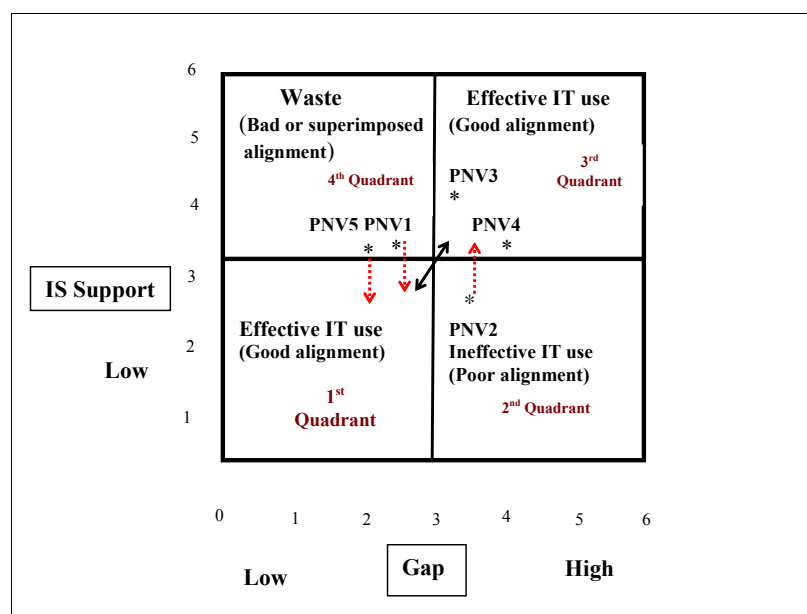 6
Waste
(Bad or superimposed
alignment)
Effective IT use
(Good alignment)
5
4th Quadrant
3rd
Quadrant
PNV3
*
4
PNV5 PNV1
* *
PNV4
*
3
IS Support
*
PNV2
Effective IT use
(Good alignment)
Ineffective IT use
(Poor alignment)
2
Low
1st
Quadrant
2nd Quadrant
1
0 1 2 3 4 5 6
Low
Gap
High